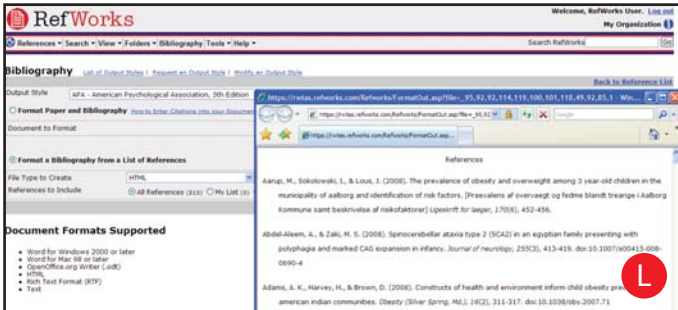 RefWorks
Welcome, RefWorks User. Log out
My Organization
References Search View Folders Bibliography Tools Help
Search RefWorks Go
Bibliography List of Output Styles | Request an Output Style | Modify an Output Style
Back to Reference List
Output Style APA - American Psychological Association, 5th Edition
Format Paper and Bibliography How to Enter Citations into your Document
Document to Format
Format a Bibliography from a List of References
File Type to Create HTML
References to Include All References My List
Document Formats Supported
Word for Windows 2000 or later
Word for Mac 98 or later
OpenOffice.org Writer (.odt)
HTML
Rich Text Format (RTF)
Text
References
Aarup, M., Sokolowski, I., & Lous, J. (2008). The prevalence of obesity and overweight among 3 year-old children in the
municipality of aalborg and identification of risk factors. [Praevalens af overvaegt og fedme blandt treårige i Aalborg
Kommune samt beskrivelse af risikofaktorer] Ugeskrift for laeger, 170(6), 452-456.
Abdel-Aleem, A., & Zaki, M. S. (2008). Spinocerebellar ataxia type 2 (SCA2) in an egyptian family presenting with
polyphagia and marked CAG expansion in infancy. Journal of neurology, 255(3), 413-419. doi:10.1007/s00415-008-
0690-4
Adams, A. K., Harvey, H., & Brown, D. (2008). Constructs of health and environment inform child obesity
american indian communities. Obesity (Silver Spring, Md.), 16(2), 311-317. doi:10.1038/oby.2007.71
L